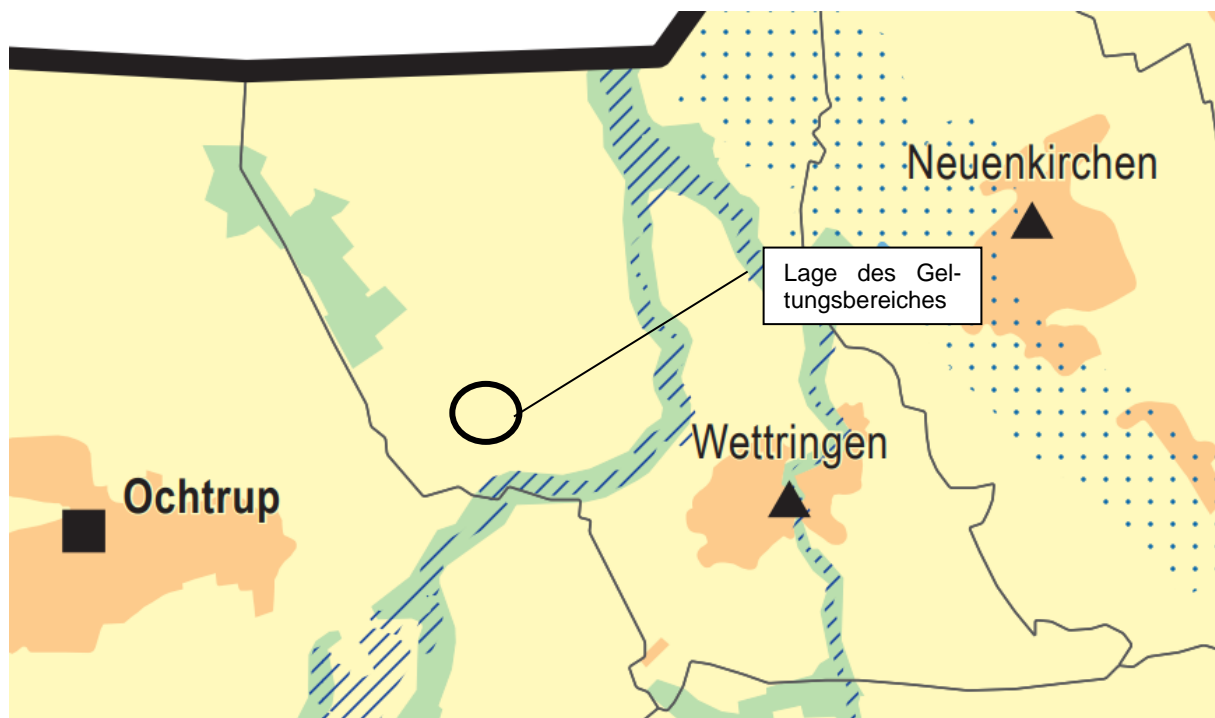 Neuenkirchen
Lage des Gel-
tungsbereiches
Wettringen
Ochtrup